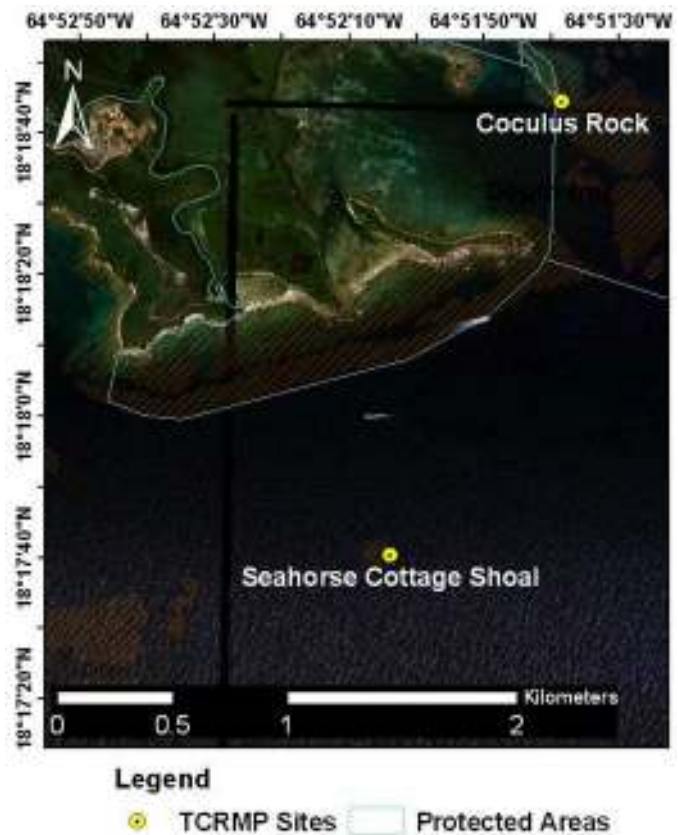 64°52'50"W 64°52'30"W 64°52'10"W 64°51'50"W 64°51'30"W
N
18°18'40"N
Coculus Rock
18°18'20"N
18°18'0"N
18°17'40"N
Seahorse Cottage Shoal
18°17'20"N
Kilometers
0 0.5 1 2
Legend
TCRMP Sites Protected Areas